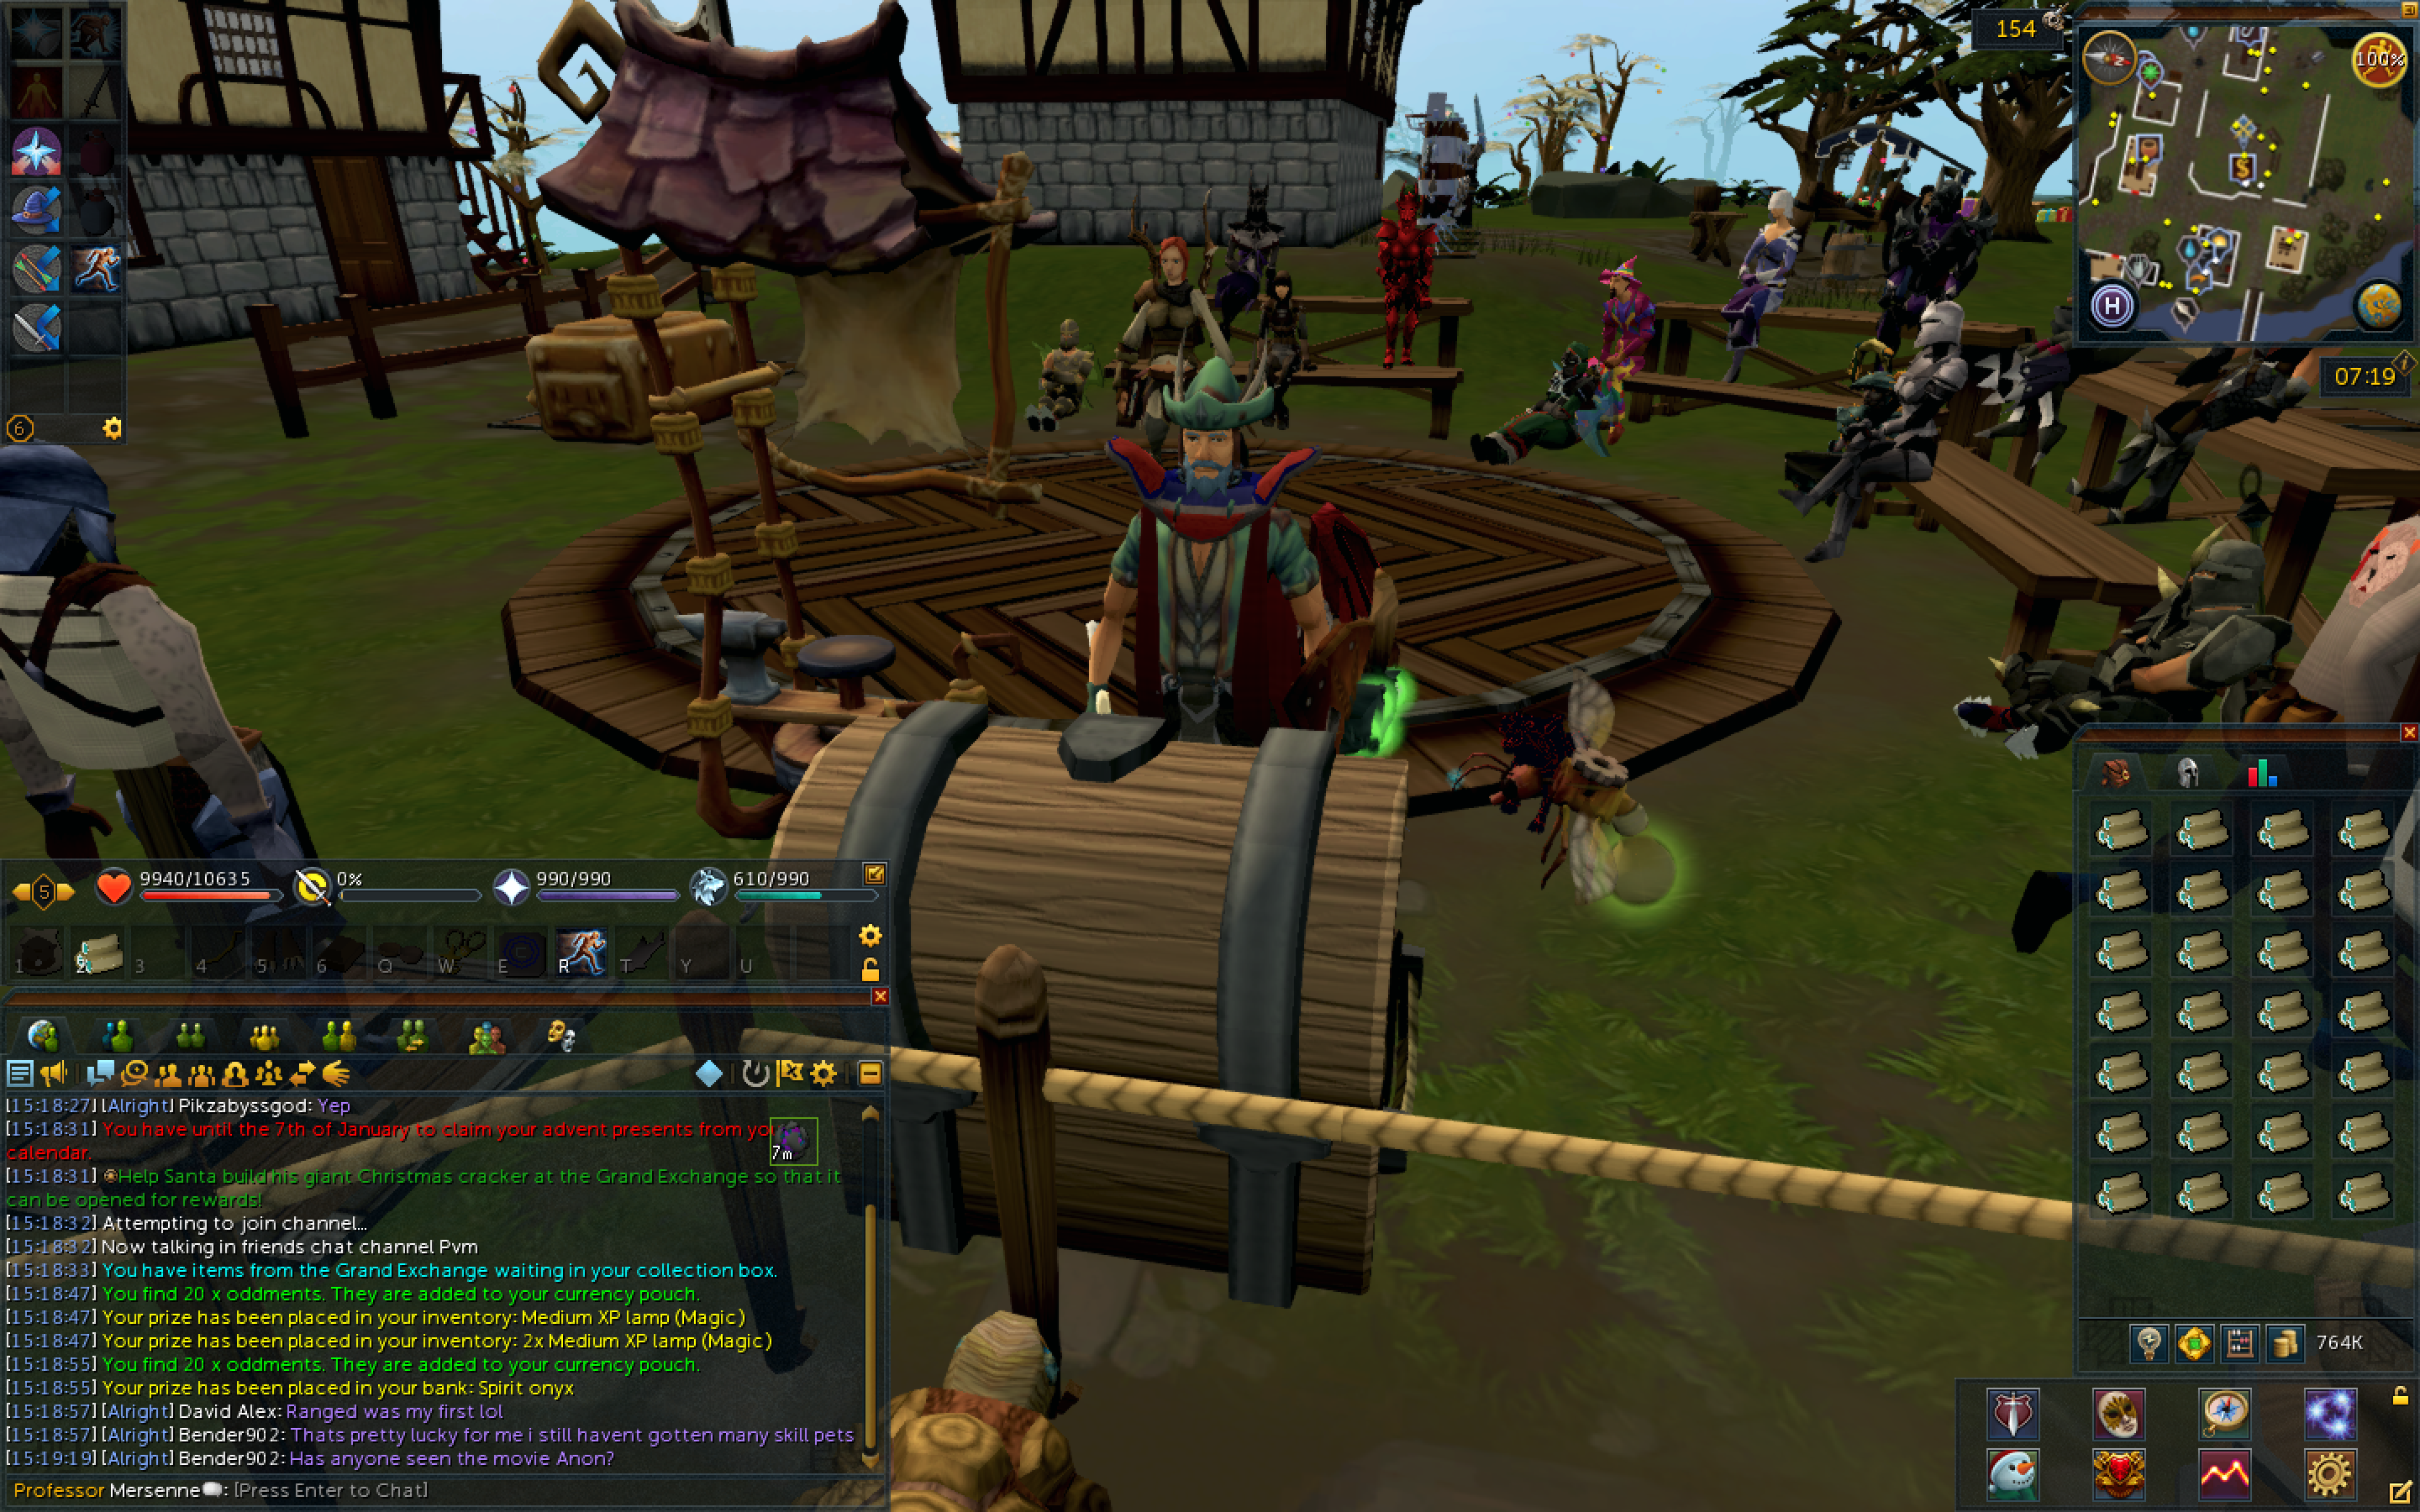 154
100%
H
07:19
6
5
9940/10635
0%
990/990
610/990
1 2 3 4 5 6 Q W E R T Y U
[15:18:27] [Alright] Pikzabyssgod: Yep
[15:18:31] You have until the 7th of January to claim your advent presents from you
calendar.
7m
[15:18:31] Help Santa build his giant Christmas cracker at the Grand Exchange so that it
can be opened for rewards!
[15:18:32] Attempting to join channel...
[15:18:32] Now talking in friends chat channel Pvm
[15:18:33] You have items from the Grand Exchange waiting in your collection box.
[15:18:47] You find 20 x oddments. They are added to your currency pouch.
[15:18:47] Your prize has been placed in your inventory: Medium XP lamp (Magic)
[15:18:47] Your prize has been placed in your inventory: 2x Medium XP lamp (Magic)
[15:18:55] You find 20 x oddments. They are added to your currency pouch.
[15:18:55] Your prize has been placed in your bank: Spirit onyx
[15:18:57] [Alright] David Alex: Ranged was my first lol
[15:18:57] [Alright] Bender902: Thats pretty lucky for me i still havent gotten many skill pets
[15:19:19] [Alright] Bender902: Has anyone seen the movie Anon?
Professor Mersenne: [Press Enter to Chat]
764K